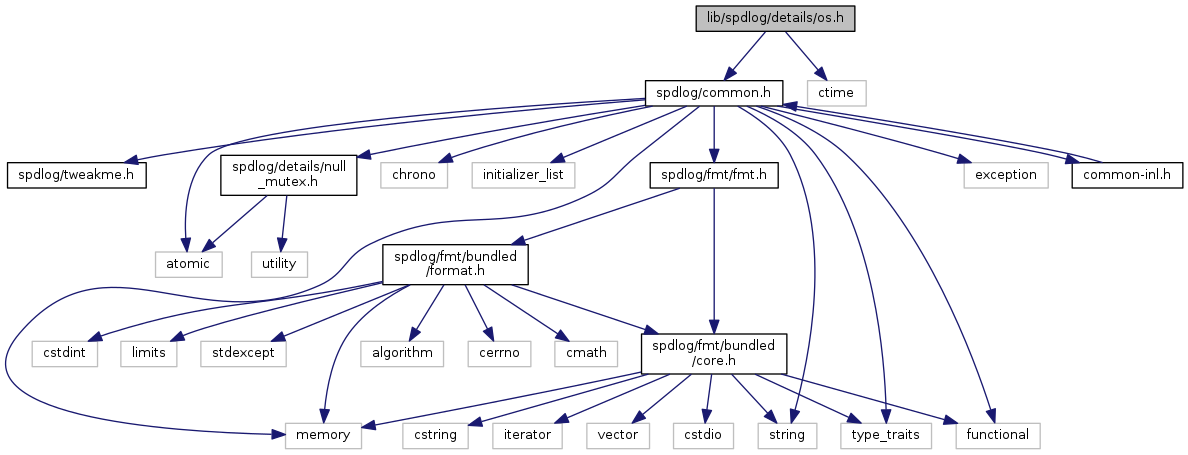 lib/spdlog/details/os.h
spdlog/common.h
ctime
spdlog/tweakme.h
spdlog/details/null
_mutex.h
chrono
initializer_list
spdlog/fmt/fmt.h
exception
common-inl.h
atomic
utility
spdlog/fmt/bundled
/format.h
cstdint
limits
stdexcept
algorithm
cerrno
cmath
spdlog/fmt/bundled
/core.h
memory
cstring
iterator
vector
cstdio
string
type_traits
functional